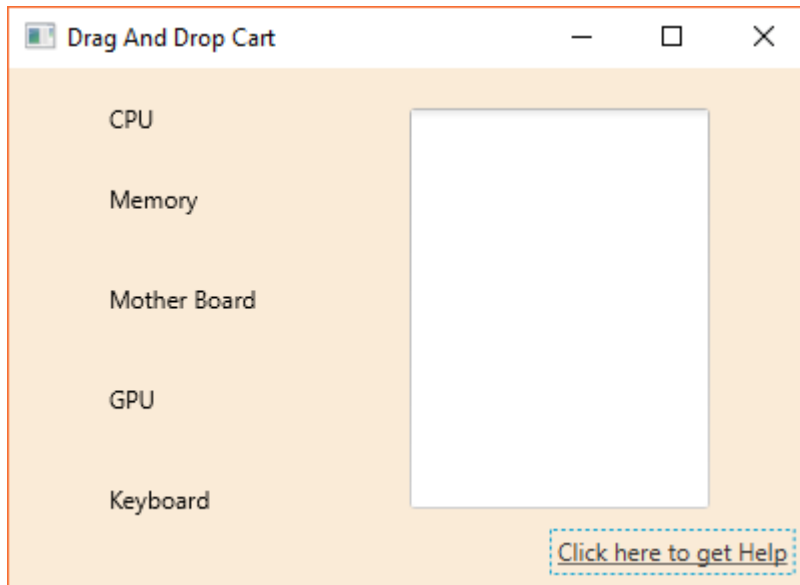 Drag And Drop Cart
CPU
Memory
Mother Board
GPU
Keyboard
Click here to get Help